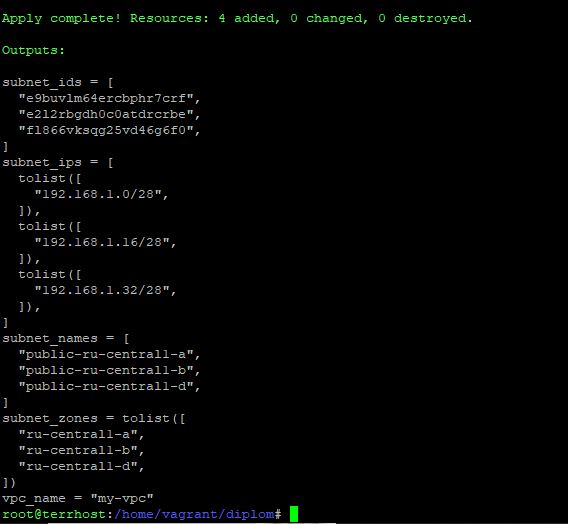 Apply complete! Resources: 4 added, 0 changed, 0 destroyed.
Outputs:
subnet_ids = [
  "e9buvlm64ercbphr7crf",
  "e2l2rbgdh0c0atdrcrbe",
  "fl866vksqg25vd46g6f0",
]
subnet_ips = [
  tolist([
    "192.168.1.0/28",
  ]),
  tolist([
    "192.168.1.16/28",
  ]),
  tolist([
    "192.168.1.32/28",
  ]),
]
subnet_names = [
  "public-ru-central1-a",
  "public-ru-central1-b",
  "public-ru-central1-d",
]
subnet_zones = tolist([
  "ru-central1-a",
  "ru-central1-b",
  "ru-central1-d",
])
vpc_name = "my-vpc"
root@terrhost:/home/vagrant/diplom#